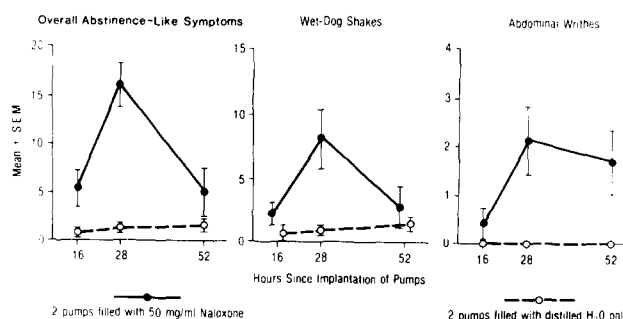 Overall Abstinence-Like Symptoms
Wet-Dog Shakes
Abdominal Writhes
Mean + SEM
20
15
10
5
0
16 28 52
15
10
5
0
16 28 52
4
3
2
1
0
16 28 52
Hours Since Implantation of Pumps
2 pumps filled with 50 mg/ml Naloxone
2 pumps filled with distilled H₂O only